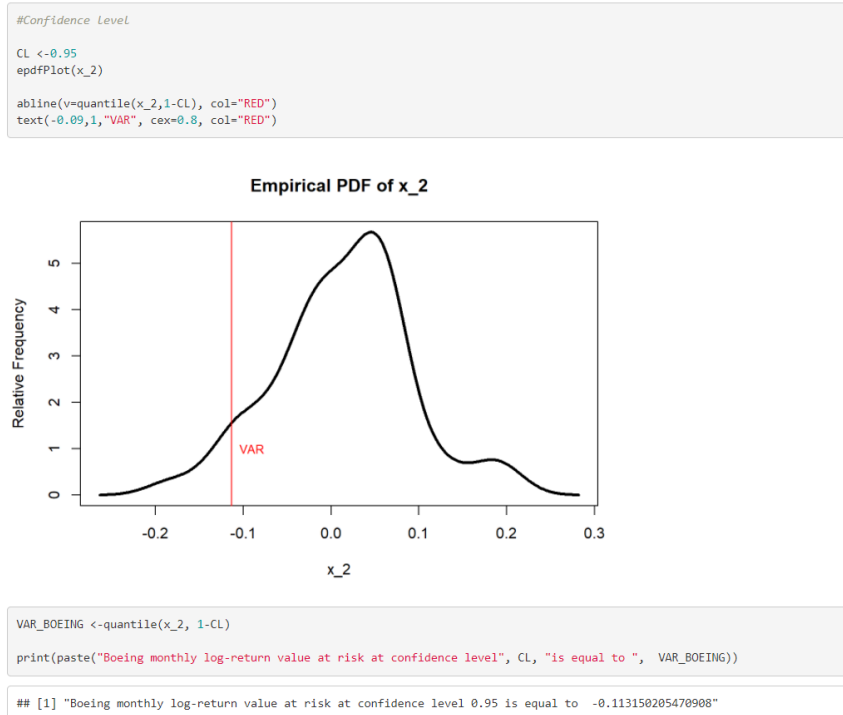 #Confidence level
CL <-0.95
epdfPlot(x_2)
abline(v=quantile(x_2,1-CL), col="RED")
text(-0.09,1,"VAR", cex=0.8, col="RED")
Empirical PDF of x_2
Relative Frequency
5
4
3
2
1
0
VAR
-0.2 -0.1 0.0 0.1 0.2 0.3
x_2
VAR_BOEING <-quantile(x_2, 1-CL)
print(paste("Boeing monthly log-return value at risk at confidence level", CL, "is equal to ",  VAR_BOEING))
## [1] "Boeing monthly log-return value at risk at confidence level 0.95 is equal to  -0.113150205470908"